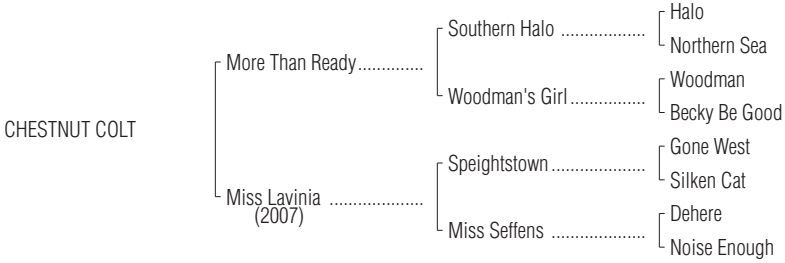 Halo
Southern Halo ...................
Northern Sea
More Than Ready..............
Woodman
Woodman's Girl.................
Becky Be Good
CHESTNUT COLT
Gone West
Speightstown.....................
Silken Cat
Miss Lavinia ....................
(2007)
Dehere
Miss Seffens .....................
Noise Enough